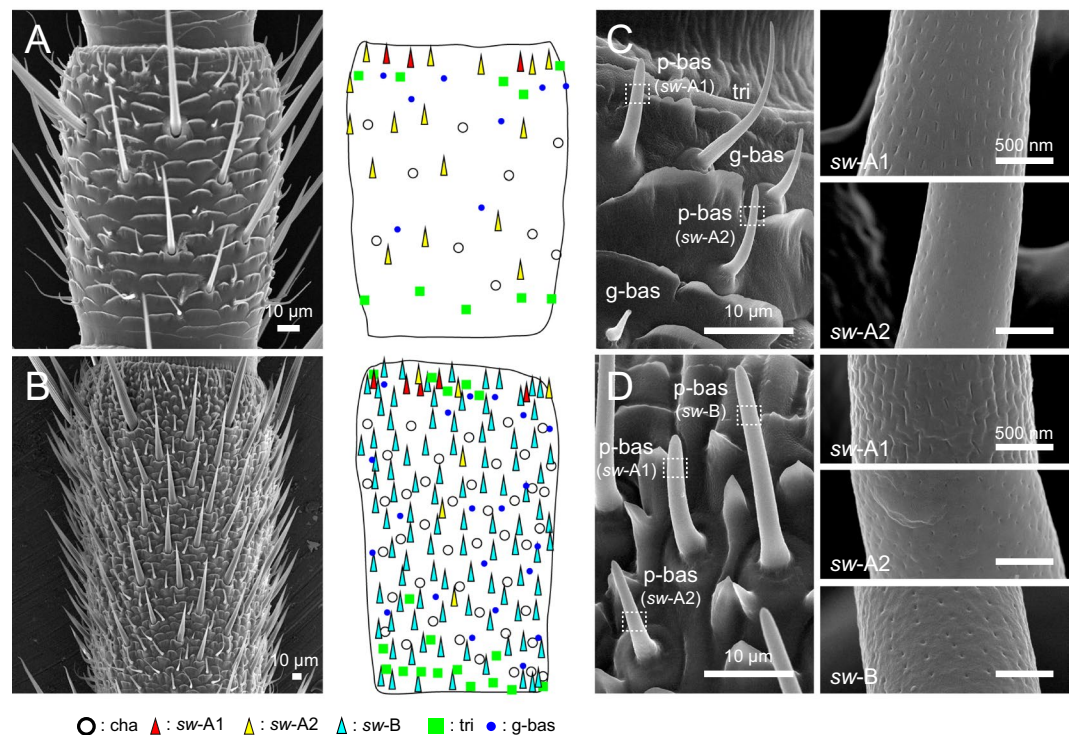 A
10 µm
B
10 µm
C
p-bas
(sw-A1)
tri
g-bas
p-bas
(sw-A2)
g-bas
10 µm
sw-A1
500 nm
sw-A2
D
p-bas
(sw-B)
p-bas
(sw-A1)
p-bas
(sw-A2)
10 µm
sw-A1
500 nm
sw-A2
sw-B
: cha : sw-A1 : sw-A2 : sw-B : tri : g-bas